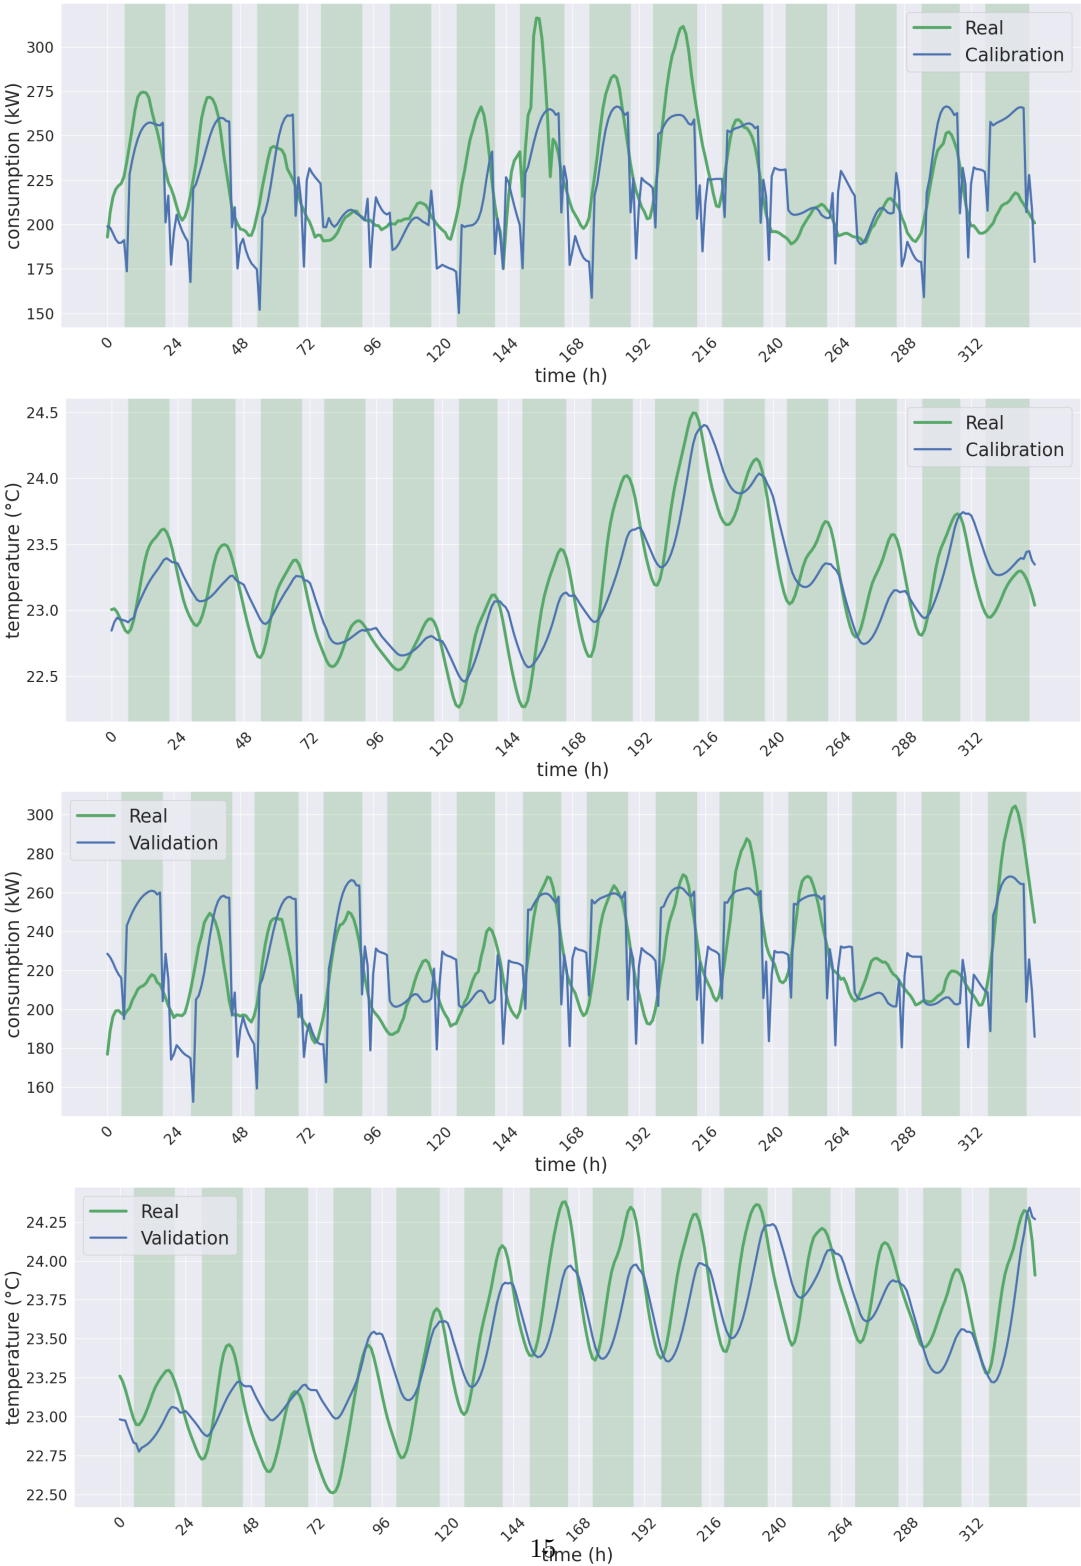 300
275
250
225
200
175
150
consumption (kW)
Real
Calibration
0 24 48 72 96 120 144 168 192 216 240 264 288 312
time (h)
24.5
24.0
23.5
23.0
22.5
temperature (°C)
Real
Calibration
0 24 48 72 96 120 144 168 192 216 240 264 288 312
time (h)
300
280
260
240
220
200
180
160
consumption (kW)
Real
Validation
0 24 48 72 96 120 144 168 192 216 240 264 288 312
time (h)
24.25
24.00
23.75
23.50
23.25
23.00
22.75
22.50
temperature (°C)
Real
Validation
0 24 48 72 96 120 144 168 192 216 240 264 288 312
time (h)
15